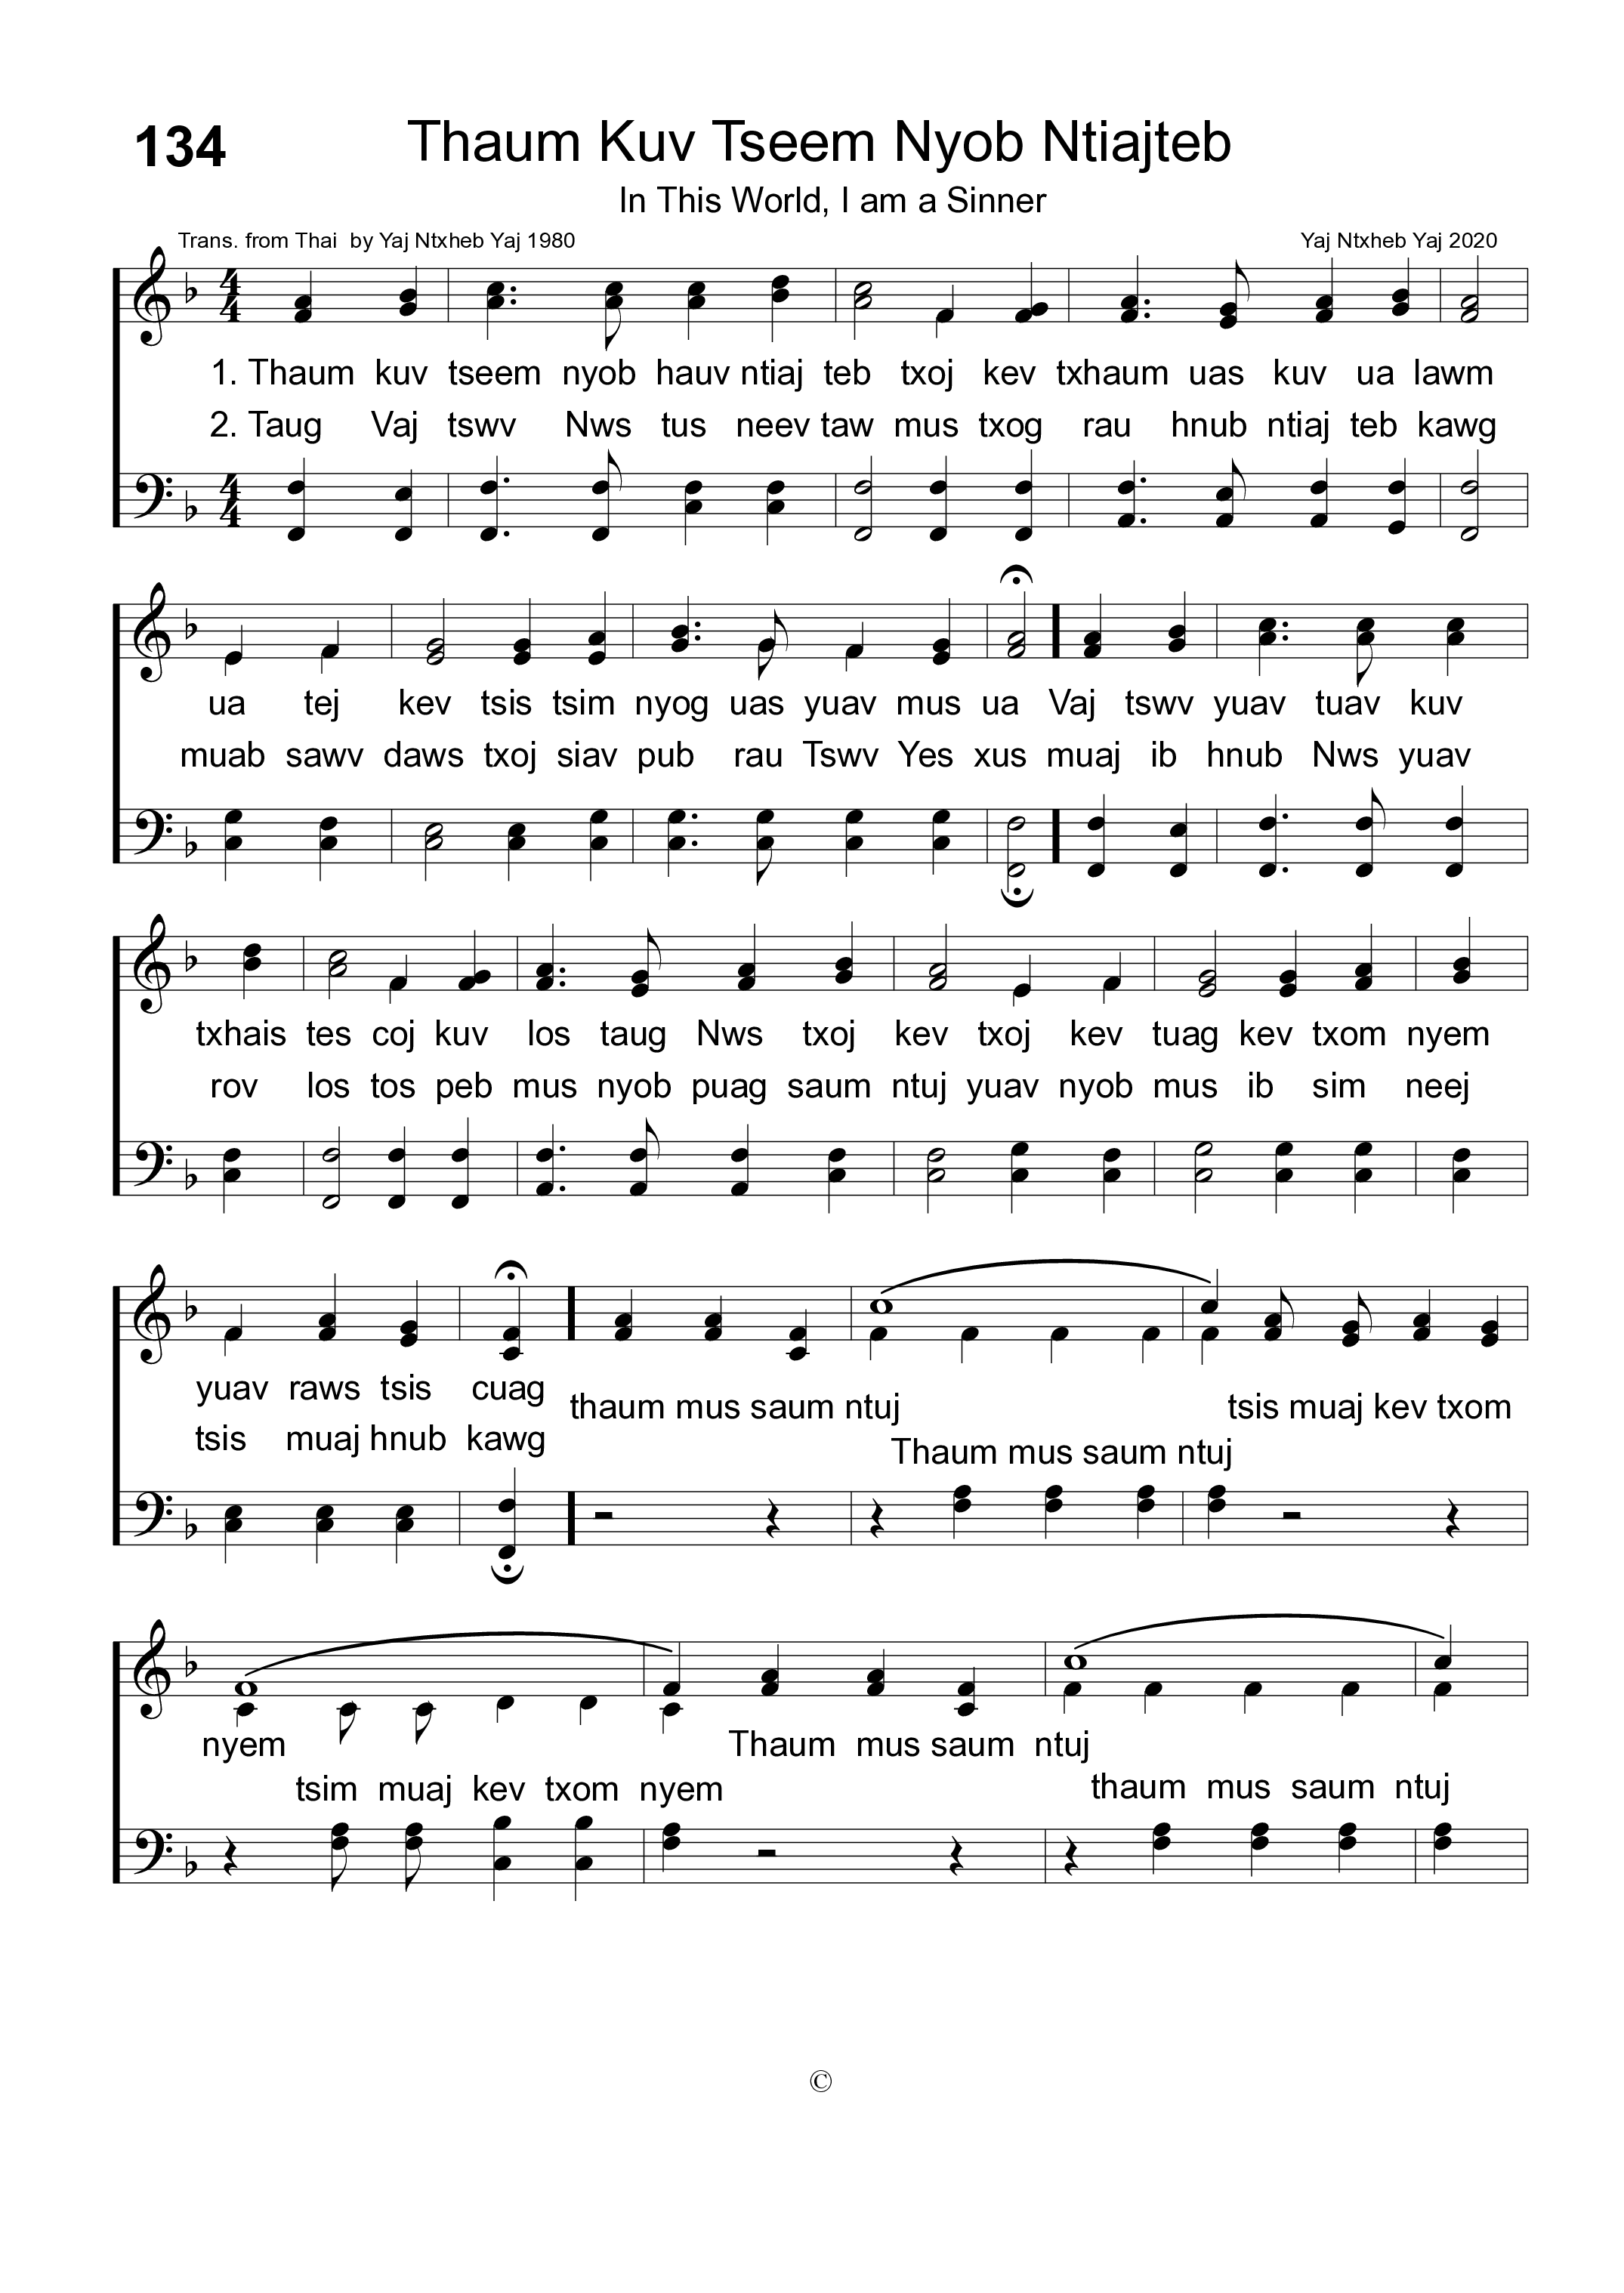 134
Thaum Kuv Tseem Nyob Ntiajteb
In This World, I am a Sinner
Trans. from Thai by Yaj Ntxheb Yaj 1980
Yaj Ntxheb Yaj 2020
1. Thaum kuv tseem nyob hauv ntiaj teb txoj kev txhaum uas kuv ua lawm
2. Taug Vaj tswv Nws tus neev taw mus txog rau hnub ntiaj teb kawg
ua tej kev tsis tsim nyog uas yuav mus ua Vaj tswv yuav tuav kuv
muab sawv daws txoj siav pub rau Tswv Yes xus muaj ib hnub Nws yuav
txhais tes coj kuv los taug Nws txoj kev txoj kev tuag kev txom nyem
rov los tos peb mus nyob puag saum ntuj yuav nyob mus ib sim neej
yuav raws tsis cuag
tsis muaj hnub kawg
thaum mus saum ntuj tsis muaj kev txom
Thaum mus saum ntuj
nyem Thaum mus saum ntuj
tsim muaj kev txom nyem thaum mus saum ntuj
©